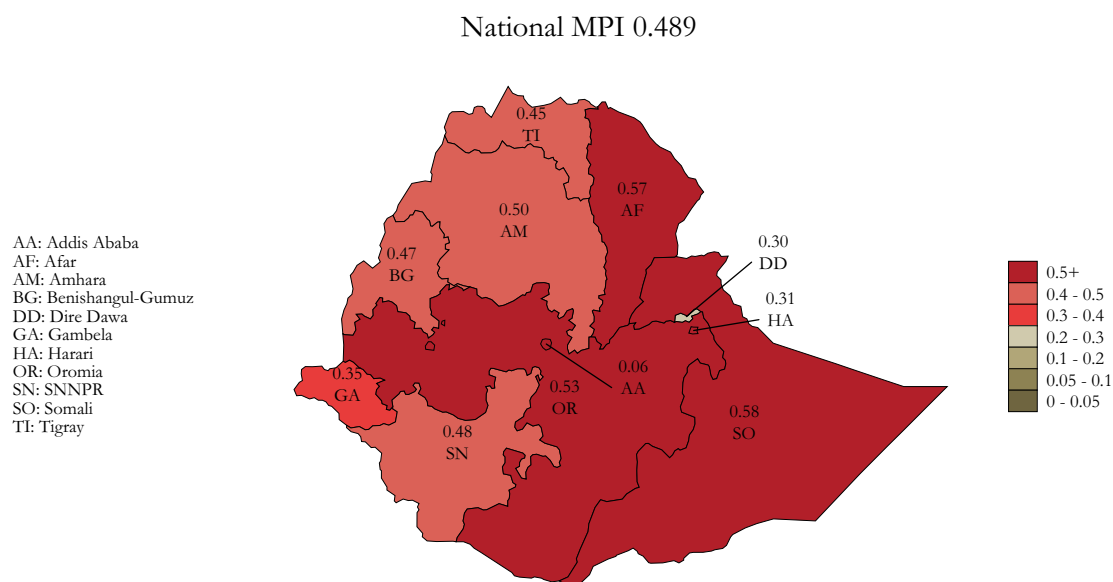 National MPI 0.489
0.45
TI
0.57
AF
0.50
AM
0.47
BG
0.30
DD
0.31
HA
0.06
AA
0.35
GA
0.53
OR
0.58
SO
0.48
SN
AA: Addis Ababa
AF: Afar
AM: Amhara
BG: Benishangul-Gumuz
DD: Dire Dawa
GA: Gambela
HA: Harari
OR: Oromia
SN: SNNPR
SO: Somali
TI: Tigray
0.5+
0.4 - 0.5
0.3 - 0.4
0.2 - 0.3
0.1 - 0.2
0.05 - 0.1
0 - 0.05